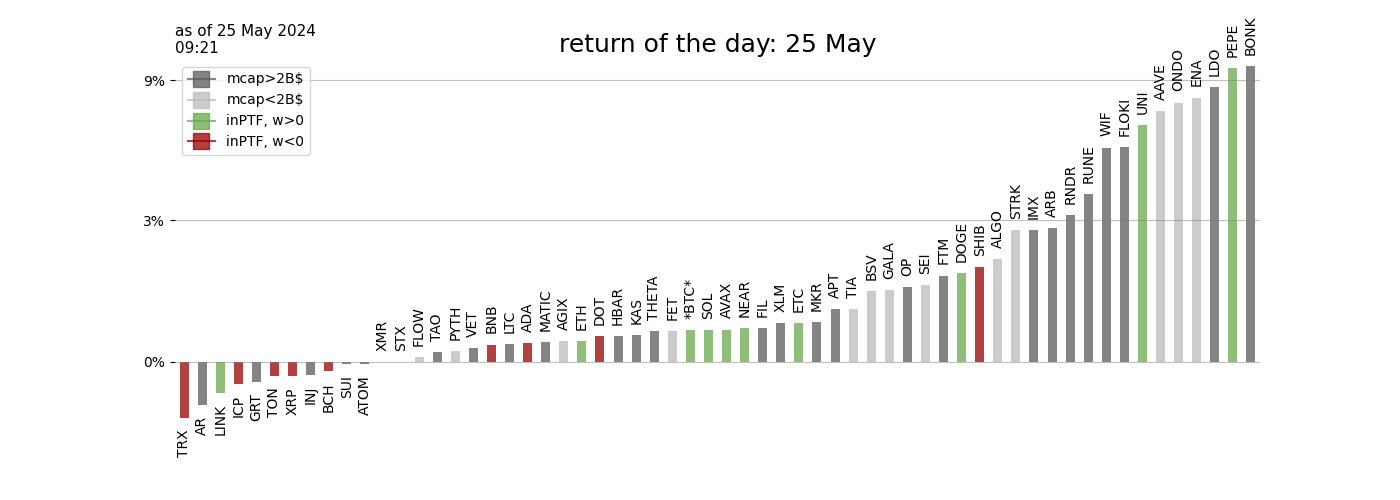 as of 25 May 2024
09:21
return of the day: 25 May
mcap>2B$
mcap<2B$
inPTF, w>0
inPTF, w<0
9%
3%
0%
TRX
AR
LINK
ICP
GRT
TON
XRP
INJ
BCH
SUI
ATOM
XMR
STX
FLOW
TAO
PYTH
VET
BNB
LTC
ADA
MATIC
AGIX
ETH
DOT
HBAR
KAS
THETA
FET
*BTC*
SOL
AVAX
NEAR
FIL
XLM
ETC
MKR
APT
TIA
BSV
GALA
OP
SEI
FTM
DOGE
SHIB
ALGO
STRK
IMX
ARB
RNDR
RUNE
WIF
FLOKI
UNI
AAVE
ONDO
ENA
LDO
PEPE
BONK